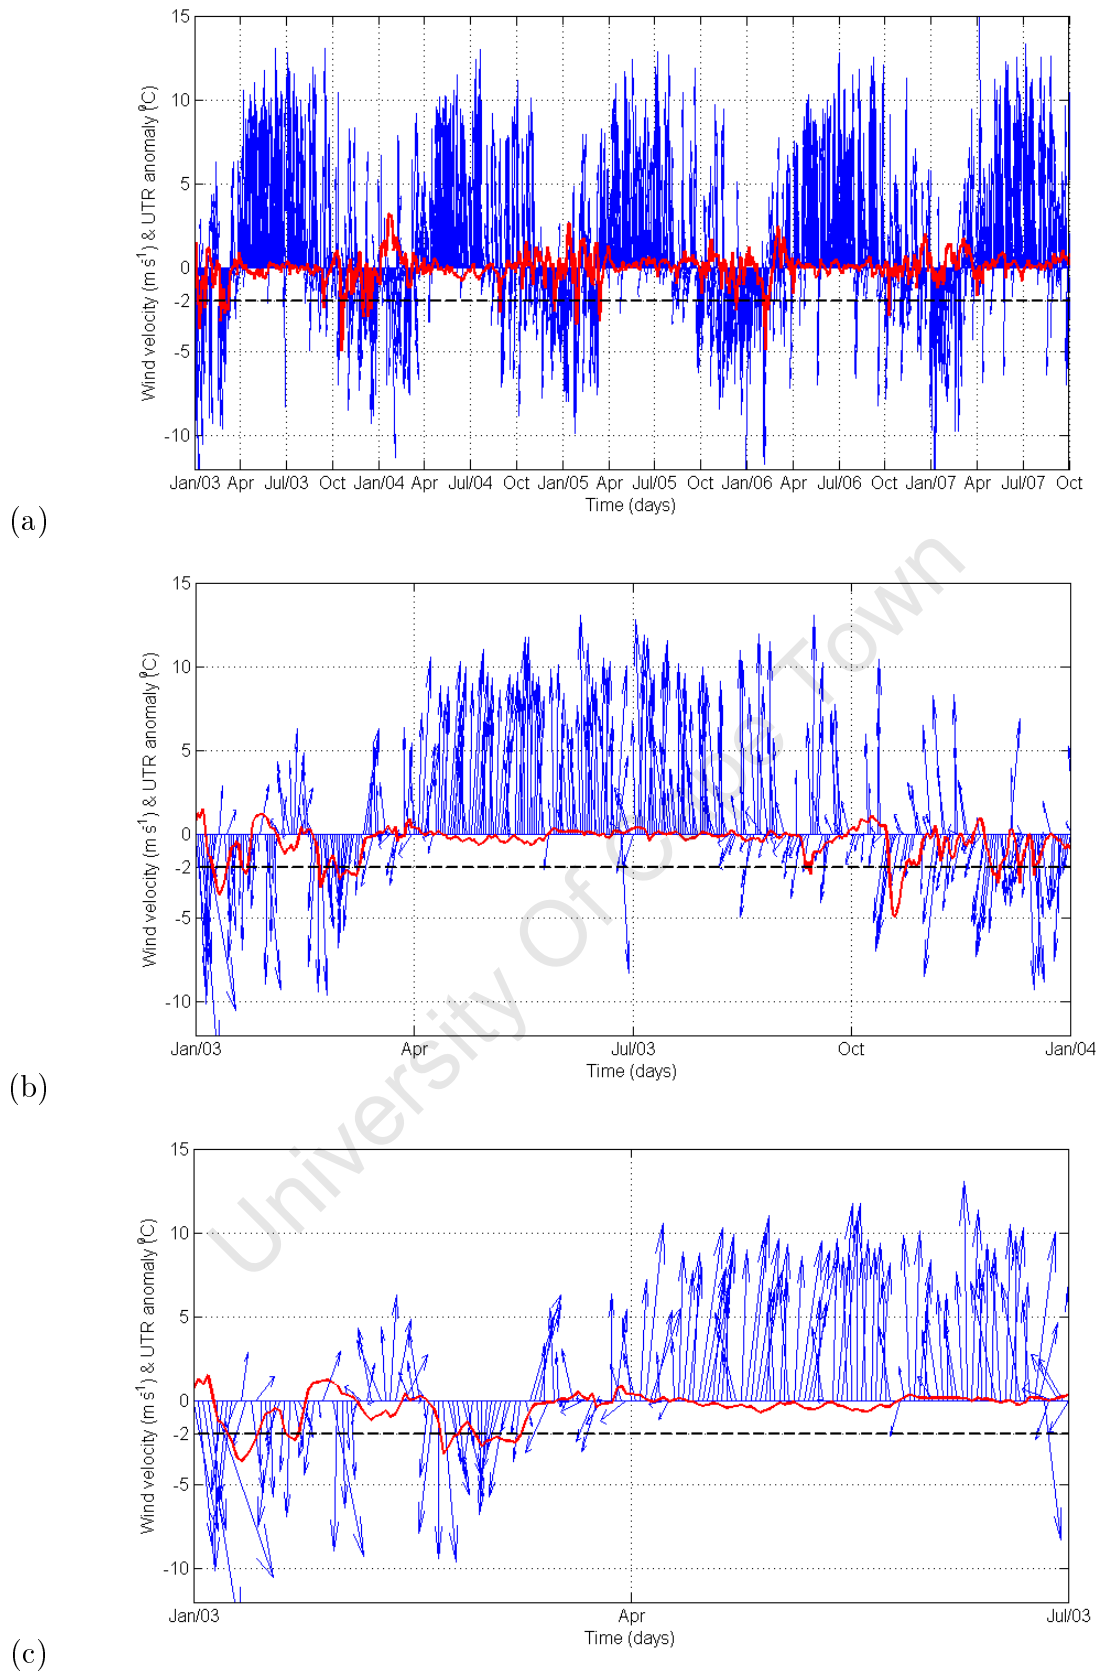 15
10
5
0
-2
-5
-10
Wind velocity (m s⁻¹) & UTR anomaly (°C)
Jan/03 Apr Jul/03 Oct Jan/04 Apr Jul/04 Oct Jan/05 Apr Jul/05 Oct Jan/06 Apr Jul/06 Oct Jan/07 Apr Jul/07 Oct
Time (days)
(a)
15
10
5
0
-2
-5
-10
Wind velocity (m s⁻¹) & UTR anomaly (°C)
Jan/03 Apr Jul/03 Oct Jan/04
Time (days)
(b)
15
10
5
0
-2
-5
-10
Wind velocity (m s⁻¹) & UTR anomaly (°C)
Jan/03 Apr Jul/03
Time (days)
(c)
University Of Cape Town